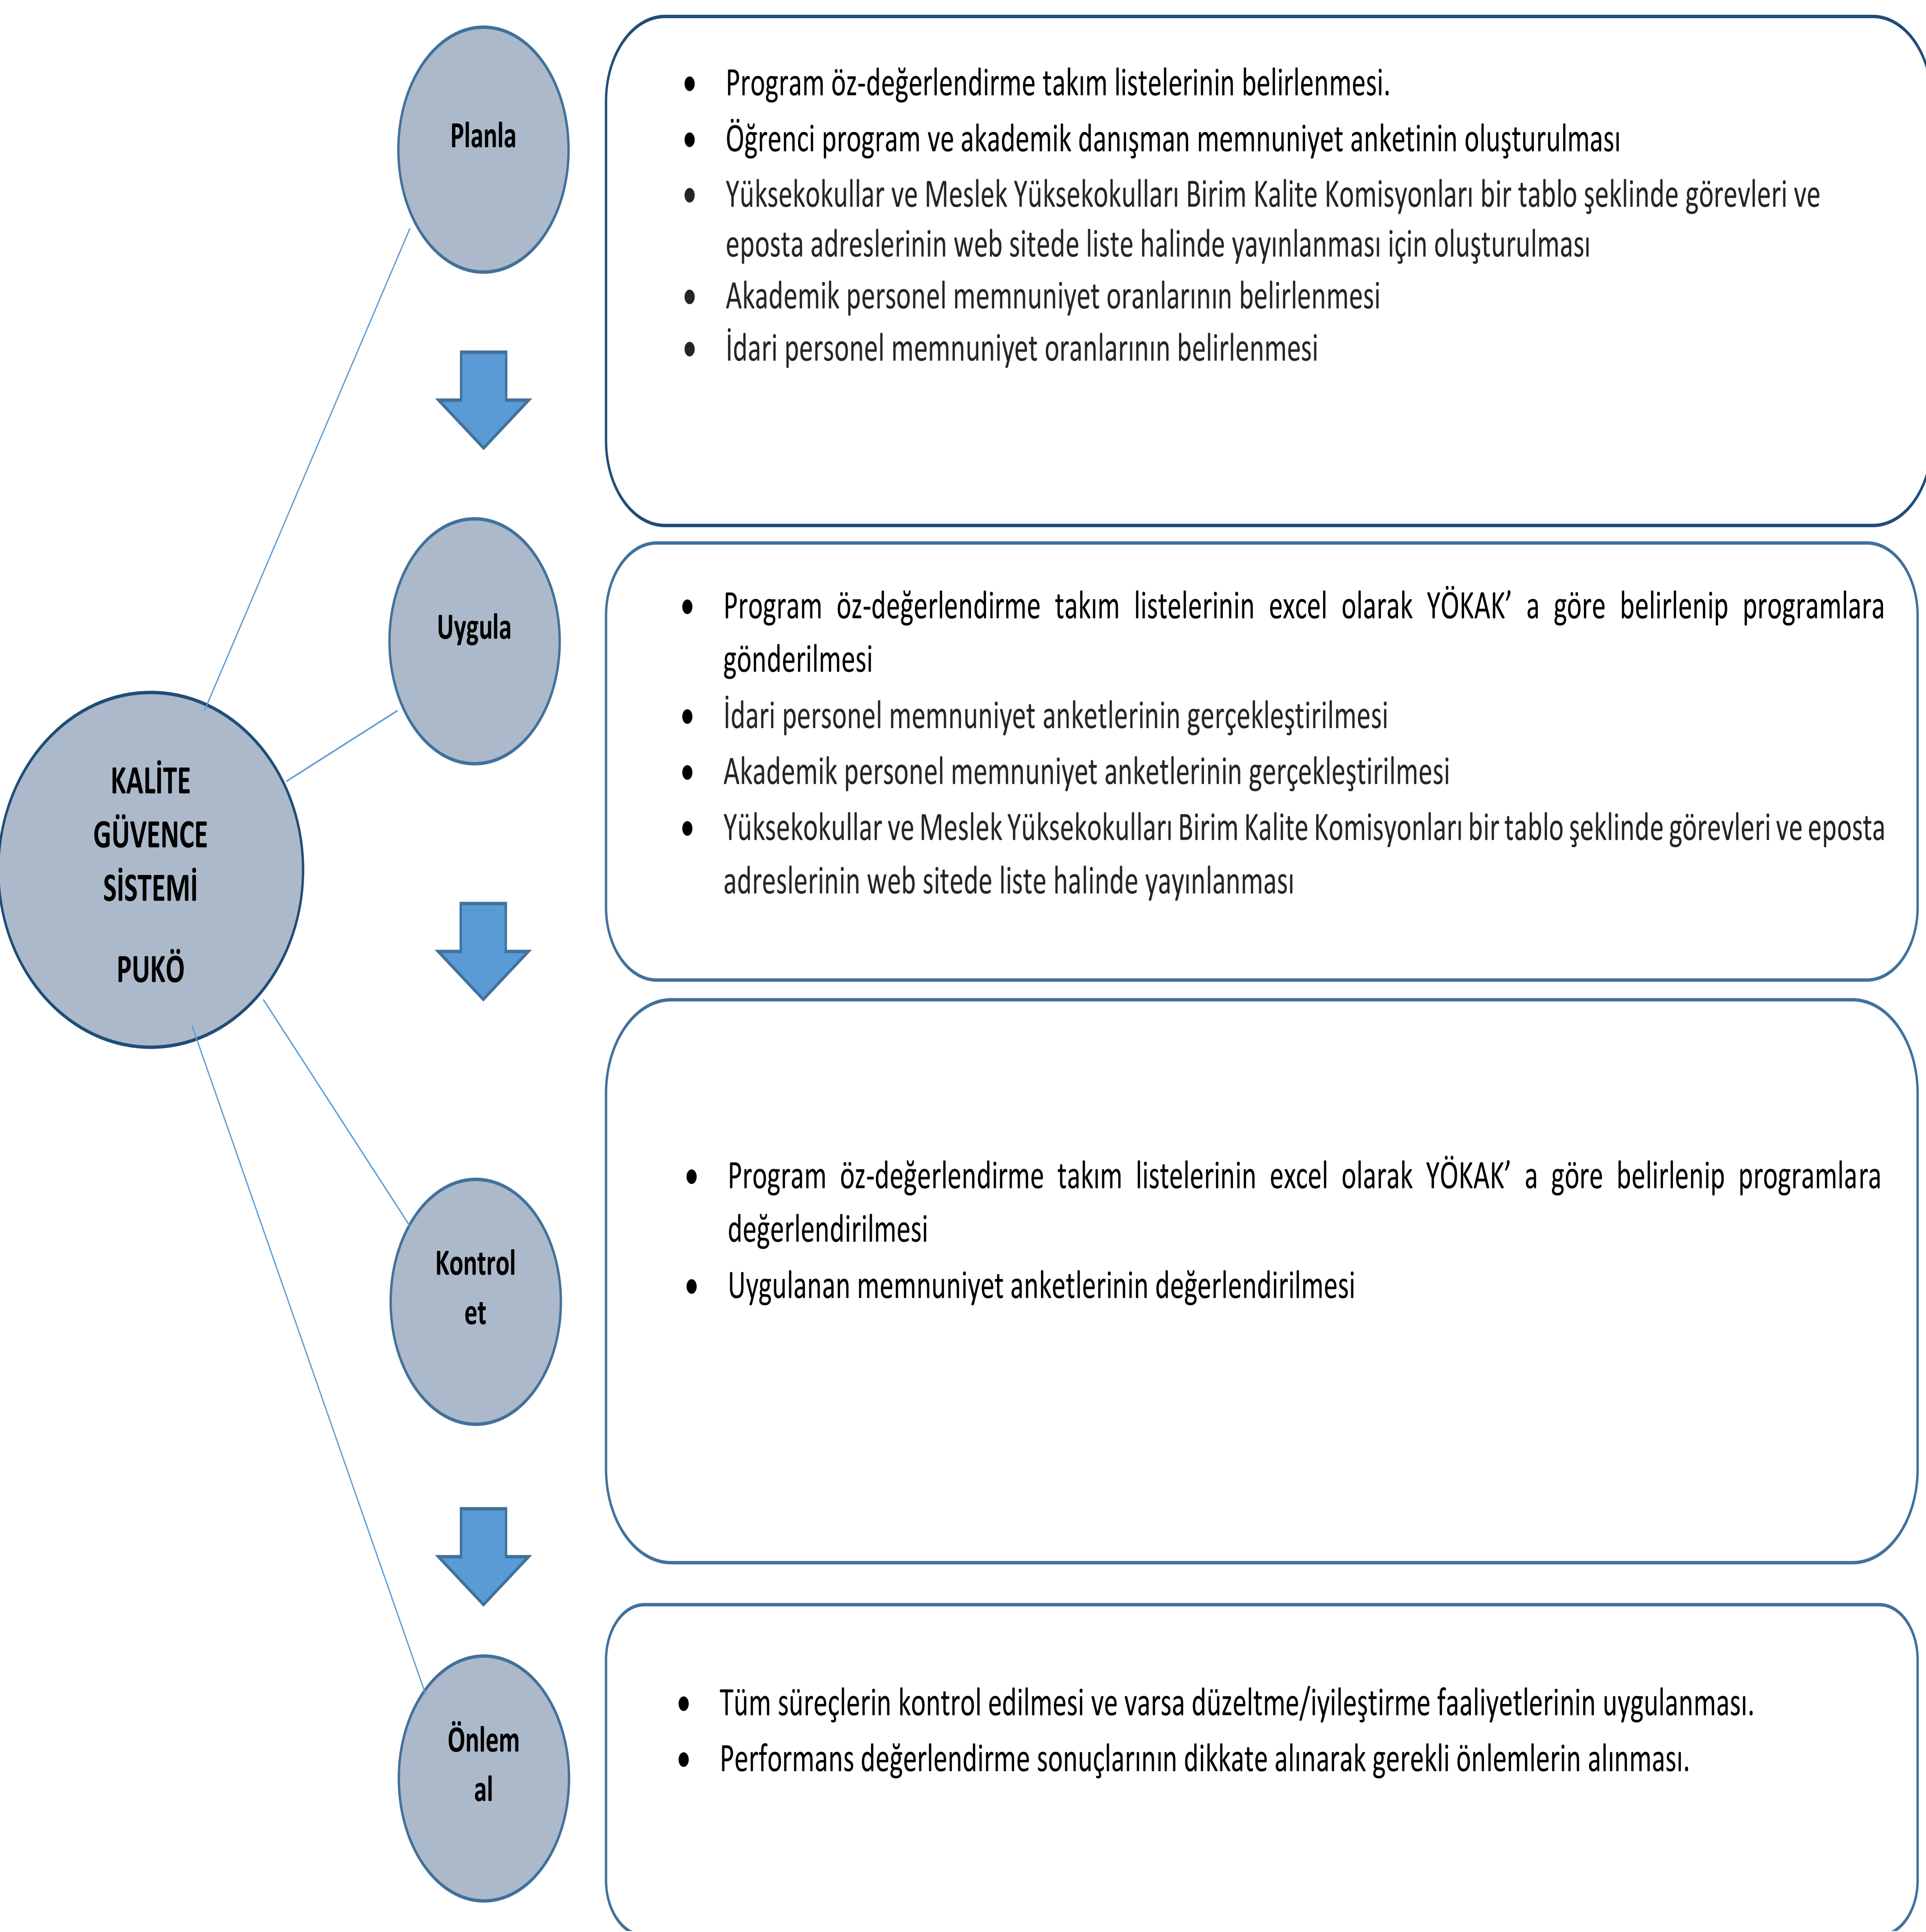 Planla
• Program öz-değerlendirme takım listelerinin belirlenmesi.
• Öğrenci program ve akademik danışman memnuniyet anketinin oluşturulması
• Yüksekokullar ve Meslek Yüksekokulları Birim Kalite Komisyonları bir tablo şeklinde görevleri ve
eposta adreslerinin web sitede liste halinde yayınlanması için oluşturulması
• Akademik personel memnuniyet oranlarının belirlenmesi
• İdari personel memnuniyet oranlarının belirlenmesi
Uygula
• Program öz-değerlendirme takım listelerinin excel olarak YÖKAK’ a göre belirlenip programlara
gönderilmesi
• İdari personel memnuniyet anketlerinin gerçekleştirilmesi
• Akademik personel memnuniyet anketlerinin gerçekleştirilmesi
• Yüksekokullar ve Meslek Yüksekokulları Birim Kalite Komisyonları bir tablo şeklinde görevleri ve eposta
adreslerinin web sitede liste halinde yayınlanması
KALİTE
GÜVENCE
SİSTEMİ
PUKÖ
Kontrol
et
• Program öz-değerlendirme takım listelerinin excel olarak YÖKAK’ a göre belirlenip programlara
değerlendirilmesi
• Uygulanan memnuniyet anketlerinin değerlendirilmesi
Önlem
al
• Tüm süreçlerin kontrol edilmesi ve varsa düzeltme/iyileştirme faaliyetlerinin uygulanması.
• Performans değerlendirme sonuçlarının dikkate alınarak gerekli önlemlerin alınması.